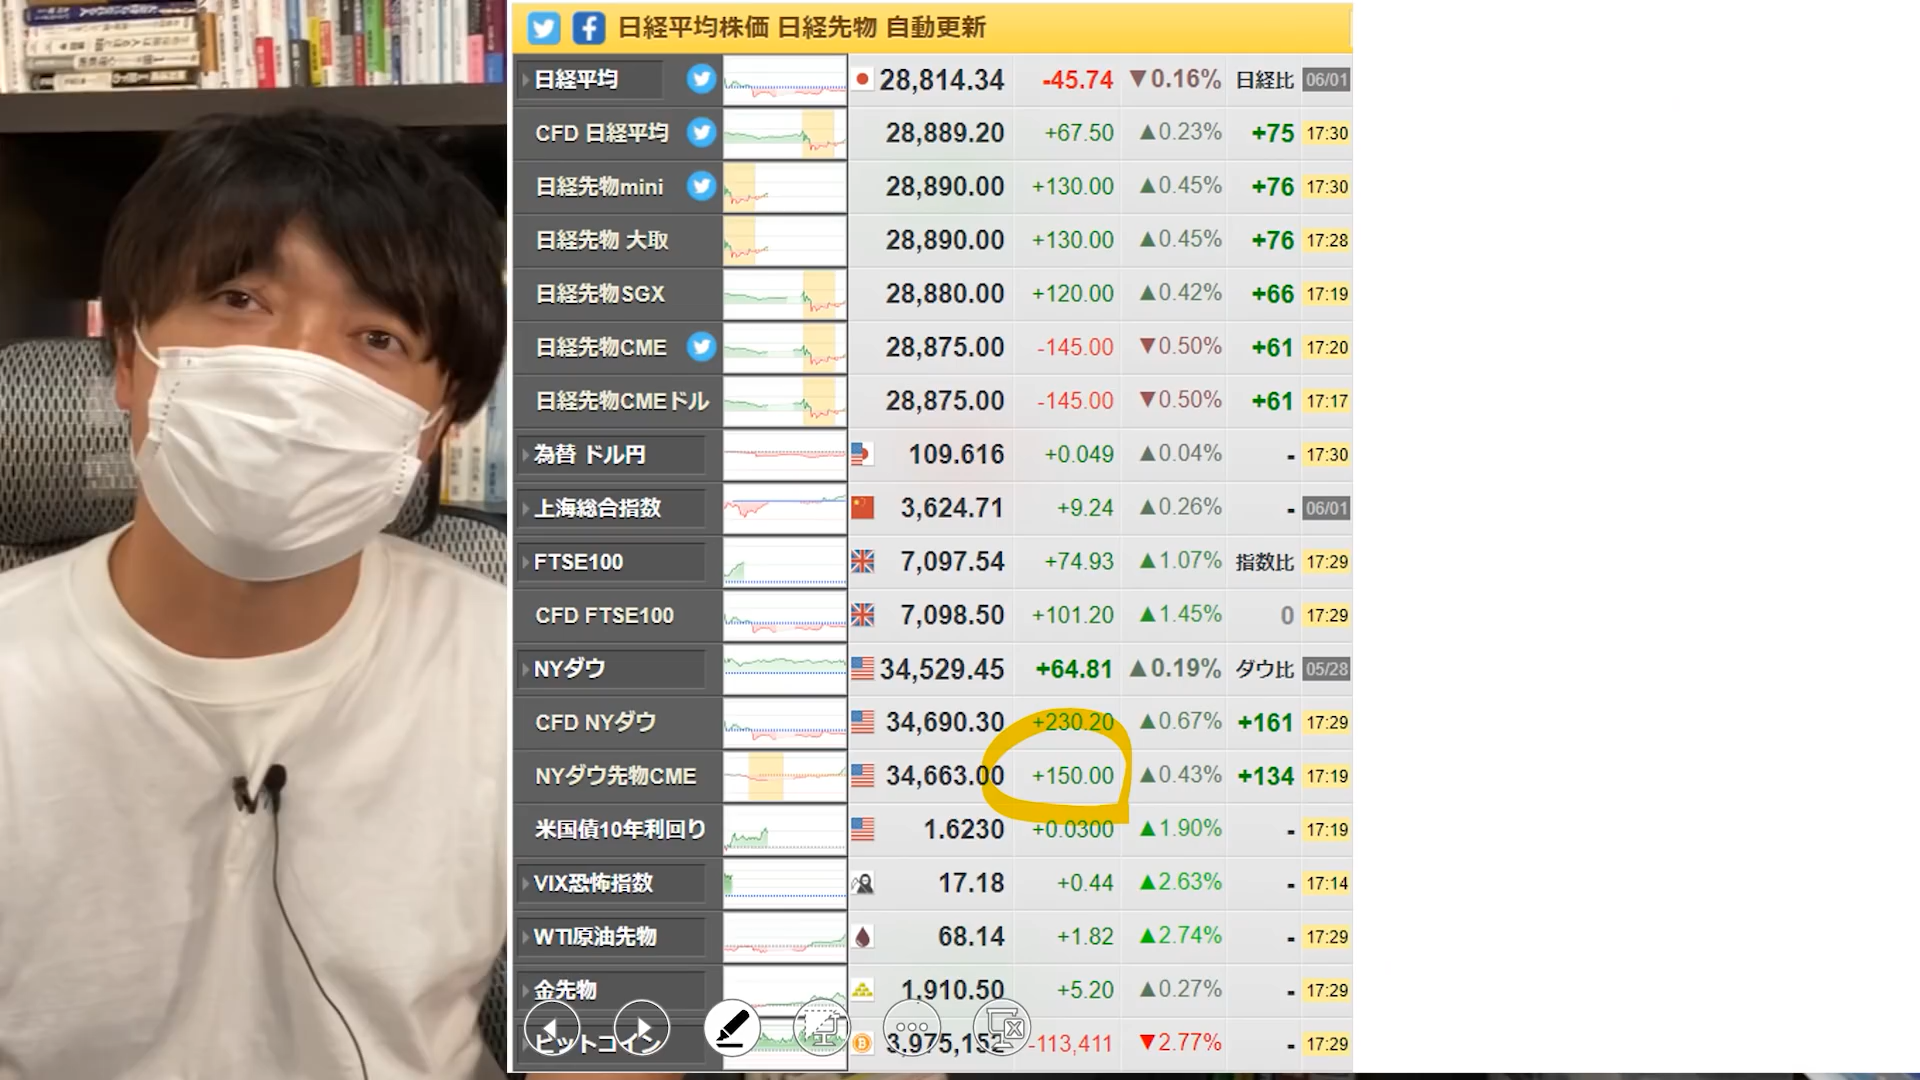 日経平均株価 日経先物 自動更新
日経平均 28,814.34 -45.74 ▼0.16% 日経比 06/01
CFD 日経平均 28,889.20 +67.50 ▲0.23% +75 17:30
日経先物mini 28,890.00 +130.00 ▲0.45% +76 17:30
日経先物 大取 28,890.00 +130.00 ▲0.45% +76 17:28
日経先物SGX 28,880.00 +120.00 ▲0.42% +66 17:19
日経先物CME 28,875.00 -145.00 ▼0.50% +61 17:20
日経先物CMEドル 28,875.00 -145.00 ▼0.50% +61 17:17
為替 ドル円 109.616 +0.049 ▲0.04% - 17:30
上海総合指数 3,624.71 +9.24 ▲0.26% - 06/01
FTSE100 7,097.54 +74.93 ▲1.07% 指数比 17:29
CFD FTSE100 7,098.50 +101.20 ▲1.45% 0 17:29
NYダウ 34,529.45 +64.81 ▲0.19% ダウ比 05/28
CFD NYダウ 34,690.30 +230.20 ▲0.67% +161 17:29
NYダウ先物CME 34,663.00 +150.00 ▲0.43% +134 17:19
米国債10年利回り 1.6230 +0.0300 ▲1.90% - 17:19
VIX恐怖指数 17.18 +0.44 ▲2.63% - 17:14
WTI原油先物 68.14 +1.82 ▲2.74% - 17:29
金先物 1,910.50 +5.20 ▲0.27% - 17:29
ビットコイン 3,975,152 -113,411 ▼2.77% - 17:29